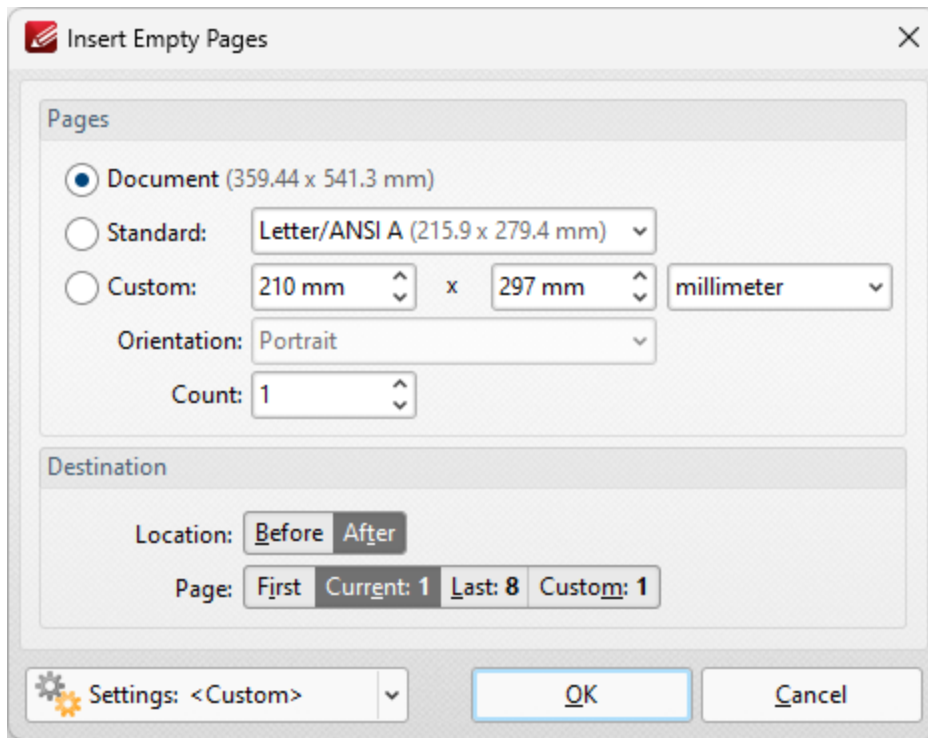 Insert Empty Pages
Pages
Document (359.44 x 541.3 mm)
Standard: Letter/ANSI A (215.9 x 279.4 mm)
Custom: 210 mm x 297 mm millimeter
Orientation: Portrait
Count: 1
Destination
Location: Before After
Page: First Current: 1 Last: 8 Custom: 1
Settings: <Custom> OK Cancel